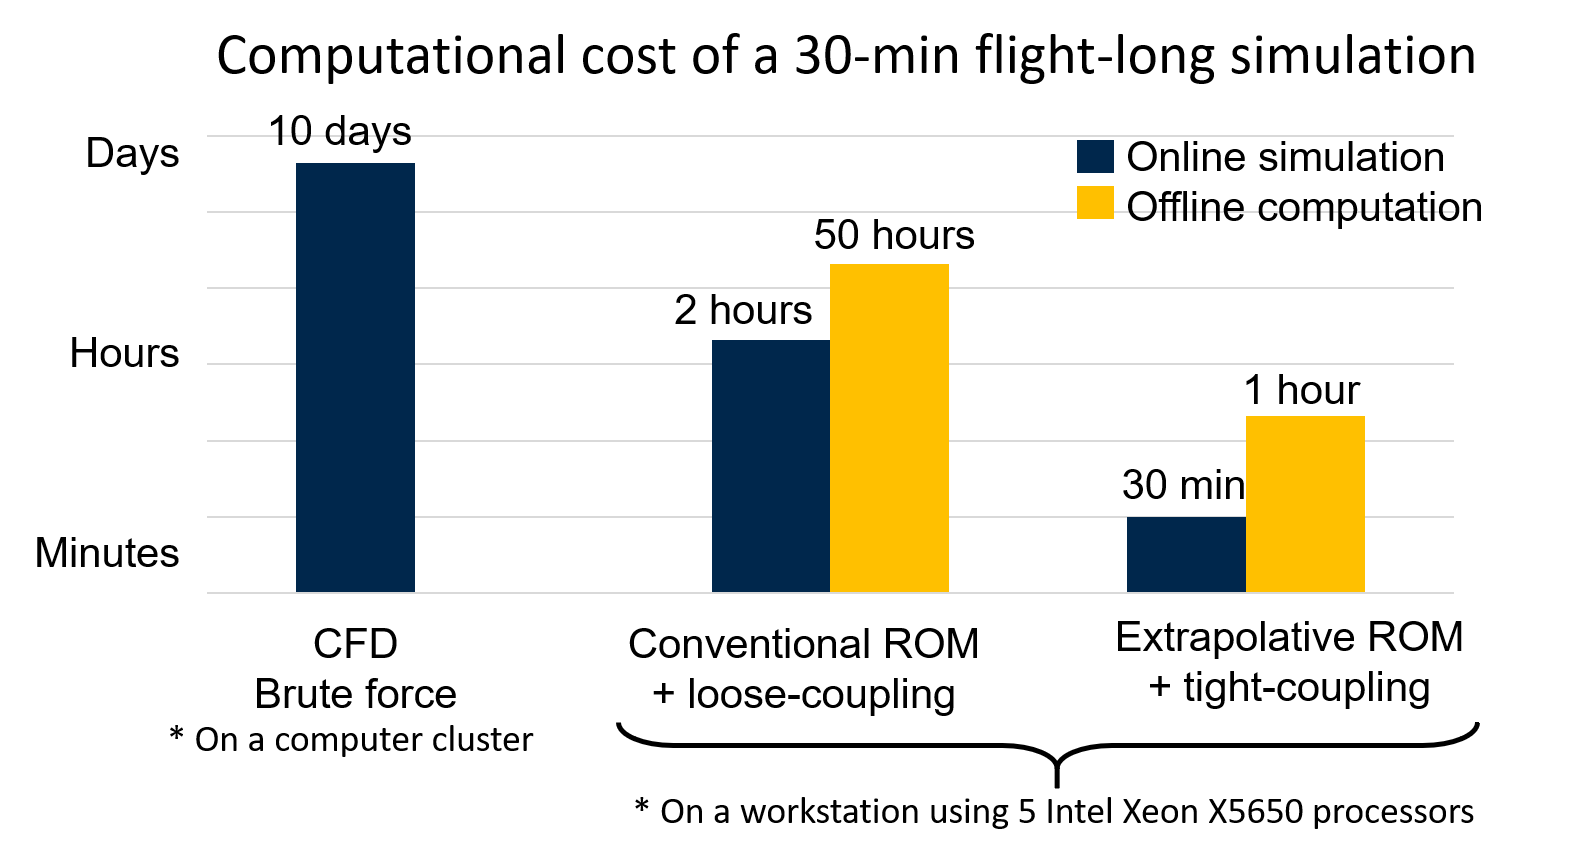 Computational cost of a 30-min flight-long simulation
Days
Hours
Minutes
10 days
2 hours
50 hours
30 min
1 hour
Online simulation
Offline computation
CFD
Brute force
* On a computer cluster
Conventional ROM
+ loose-coupling
Extrapolative ROM
+ tight-coupling
* On a workstation using 5 Intel Xeon X5650 processors